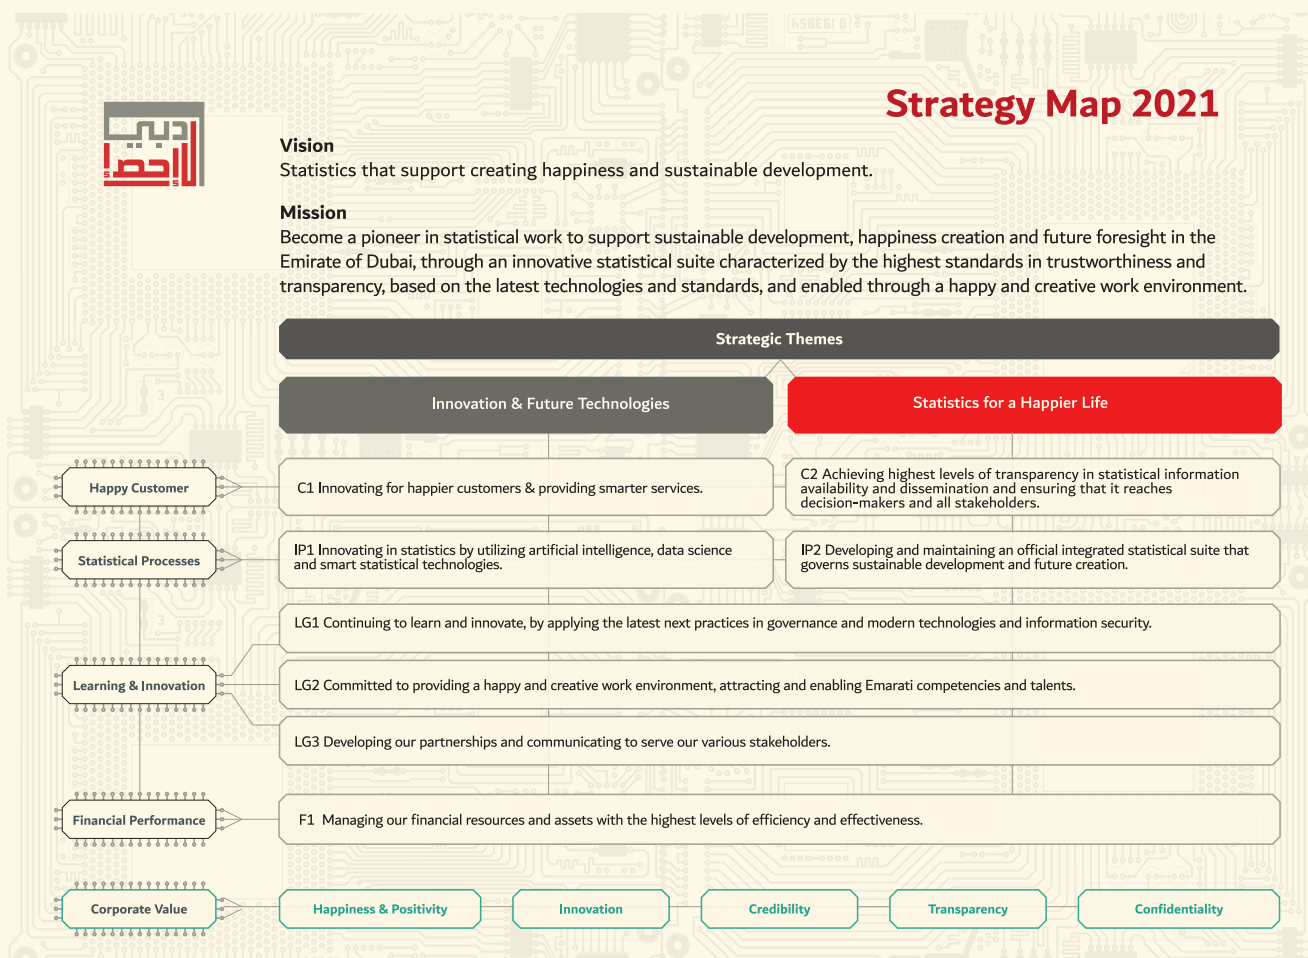 Strategy Map 2021
دبي
للإحصاء
Vision
Statistics that support creating happiness and sustainable development.
Mission
Become a pioneer in statistical work to support sustainable development, happiness creation and future foresight in the
Emirate of Dubai, through an innovative statistical suite characterized by the highest standards in trustworthiness and
transparency, based on the latest technologies and standards, and enabled through a happy and creative work environment.
Strategic Themes
Innovation & Future Technologies
Statistics for a Happier Life
Happy Customer
C1 Innovating for happier customers & providing smarter services.
C2 Achieving highest levels of transparency in statistical information
availability and dissemination and ensuring that it reaches
decision-makers and all stakeholders.
Statistical Processes
IP1 Innovating in statistics by utilizing artificial intelligence, data science
and smart statistical technologies.
IP2 Developing and maintaining an official integrated statistical suite that
governs sustainable development and future creation.
Learning & Innovation
LG1 Continuing to learn and innovate, by applying the latest next practices in governance and modern technologies and information security.
LG2 Committed to providing a happy and creative work environment, attracting and enabling Emarati competencies and talents.
LG3 Developing our partnerships and communicating to serve our various stakeholders.
Financial Performance
F1 Managing our financial resources and assets with the highest levels of efficiency and effectiveness.
Corporate Value
Happiness & Positivity
Innovation
Credibility
Transparency
Confidentiality